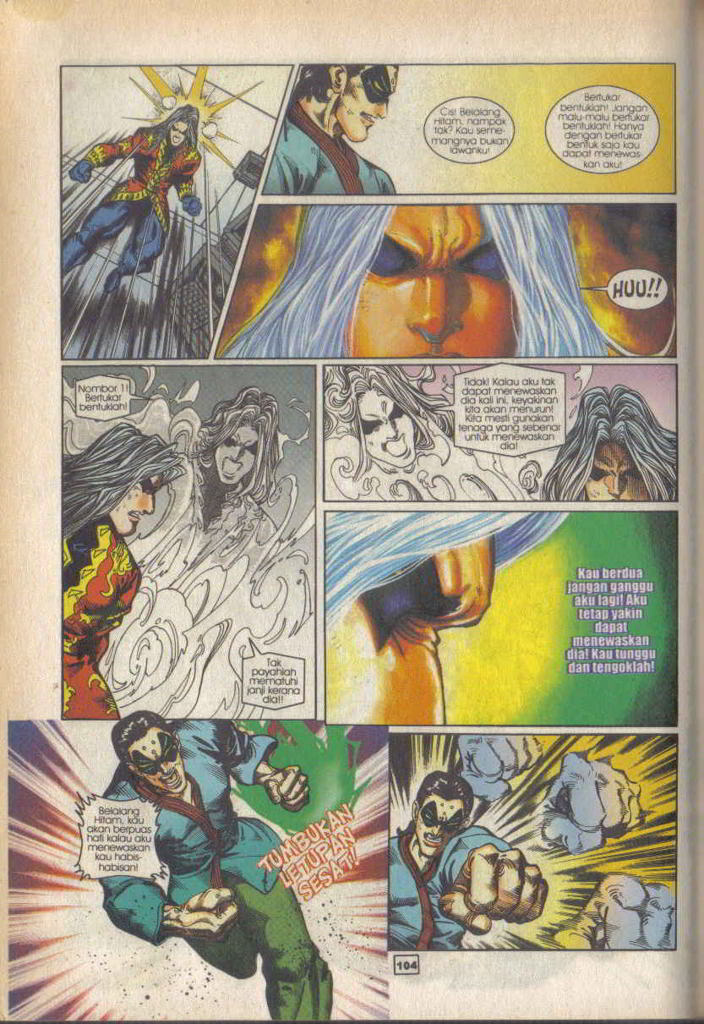 Cis! Belalang
Hitam, nampak
tak? Kau seme-
mangnya bukan
lawanku!
Bertukar
bentuklah! Jangan
malu-malu bertukar
bentuklah! Hanya
dengan bertukar
bentuk saja kau
dapat menewas-
kan aku!
HUU!!
Nombor 1!
Bertukar
bentuklah!
Tak
payahlah
mematuhi
janji kerana
dia!!
Tidak! Kalau aku tak
dapat menewaskan
dia kali ini, keyakinan
kita akan menurun!
Kita mesti gunakan
tenaga yang sebenar
untuk menewaskan
dia!
Kau berdua
jangan ganggu
aku lagi! Aku
tetap yakin
dapat
menewaskan
dia! Kau tunggu
dan tengoklah!
Belalang
Hitam, kau
akan berpuas
hati kalau aku
menewaskan
kau habis-
habisan!
TUMBUKAN
LETUPAN
SESAT!!
104